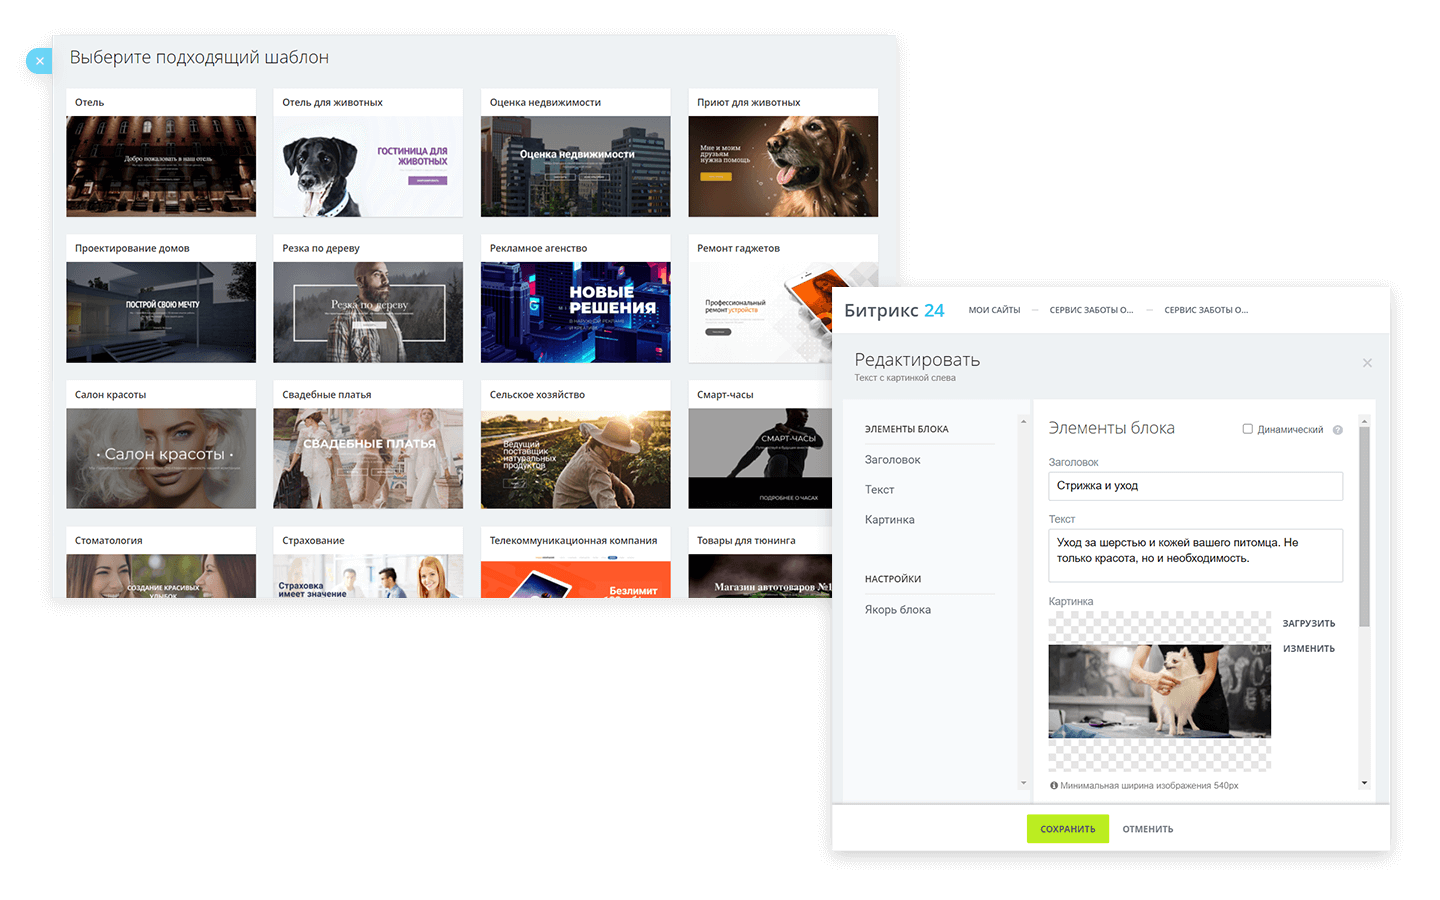 Выберите подходящий шаблон
Отель
Отель для животных
Оценка недвижимости
Приют для животных
Добро пожаловать в наш отель
ГОСТИНИЦА ДЛЯ
ЖИВОТНЫХ
Оценка недвижимости
Мне и моим
друзьям
нужна помощь
Проектирование домов
Резка по дереву
Рекламное агенство
Ремонт гаджетов
ПОСТРОЙ СВОЮ МЕЧТУ
Резка по дереву
НОВЫЕ
РЕШЕНИЯ
В НАРУЖНОЙ РЕКЛАМЕ
И КРЕАТИВЕ
Профессиональный
ремонт устройств
Салон красоты
Свадебные платья
Сельское хозяйство
Смарт-часы
· Салон красоты ·
СВАДЕБНЫЕ ПЛАТЬЯ
Ведущий
поставщик
натуральных
продуктов
СМАРТ-ЧАСЫ
ПОДРОБНЕЕ О ЧАСАХ
Стоматология
Страхование
Телекоммуникационная компания
Товары для тюнинга
СОЗДАНИЕ КРАСИВЫХ
УЛЫБОК
Страховка
имеет значение
Безлимит
Магазин автотоваров №1
Битрикс 24
МОИ САЙТЫ — СЕРВИС ЗАБОТЫ О... — СЕРВИС ЗАБОТЫ О...
Редактировать
Текст с картинкой слева
ЭЛЕМЕНТЫ БЛОКА
Заголовок
Текст
Картинка
НАСТРОЙКИ
Якорь блока
Элементы блока
Динамический
Заголовок
Стрижка и уход
Текст
Уход за шерстью и кожей вашего питомца. Не
только красота, но и необходимость.
Картинка
ЗАГРУЗИТЬ
ИЗМЕНИТЬ
Минимальная ширина изображения 540px
СОХРАНИТЬ
ОТМЕНИТЬ